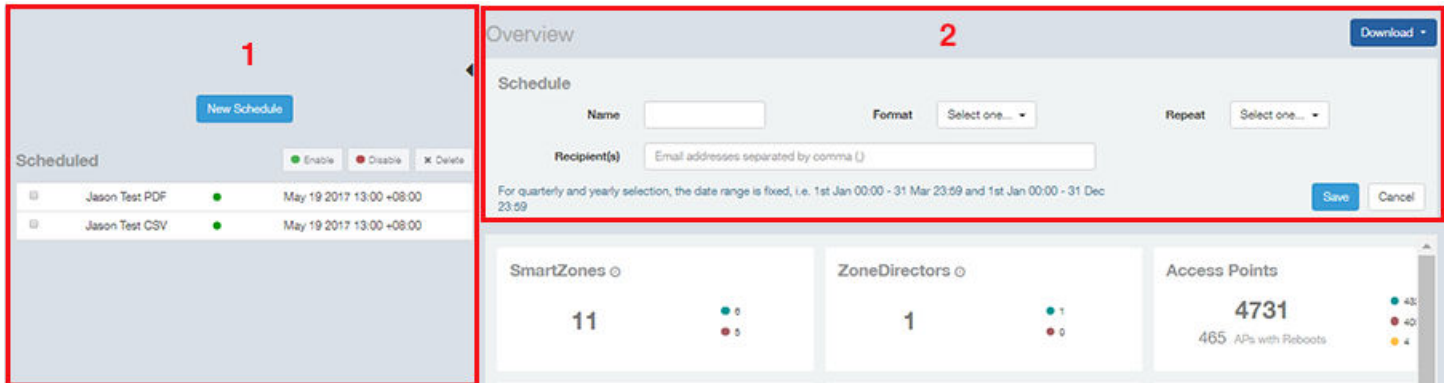 1
New Schedule
Scheduled
Enable Disable x Delete
Jason Test PDF May 19 2017 13:00 +08:00
Jason Test CSV May 19 2017 13:00 +08:00
Overview 2 Download
Schedule
Name Format Select one... Repeat Select one...
Recipient(s) Email addresses separated by comma (,)
For quarterly and yearly selection, the date range is fixed, i.e. 1st Jan 00:00 - 31 Mar 23:59 and 1st Jan 00:00 - 31 Dec
23:59
Save Cancel
SmartZones ZoneDirectors Access Points
11 6 5
1 1 0
4731
465 APs with Reboots
4